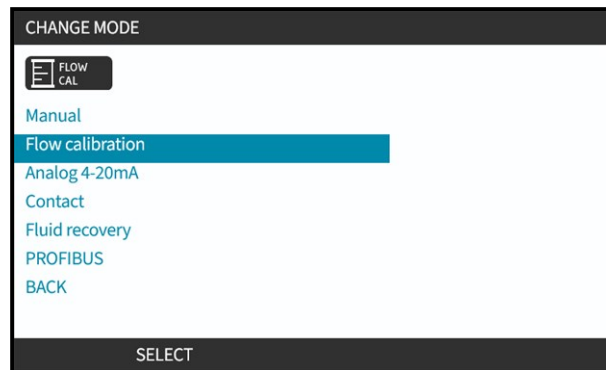 CHANGE MODE
FLOW
CAL
Manual
Flow calibration
Analog 4-20mA
Contact
Fluid recovery
PROFIBUS
BACK
SELECT